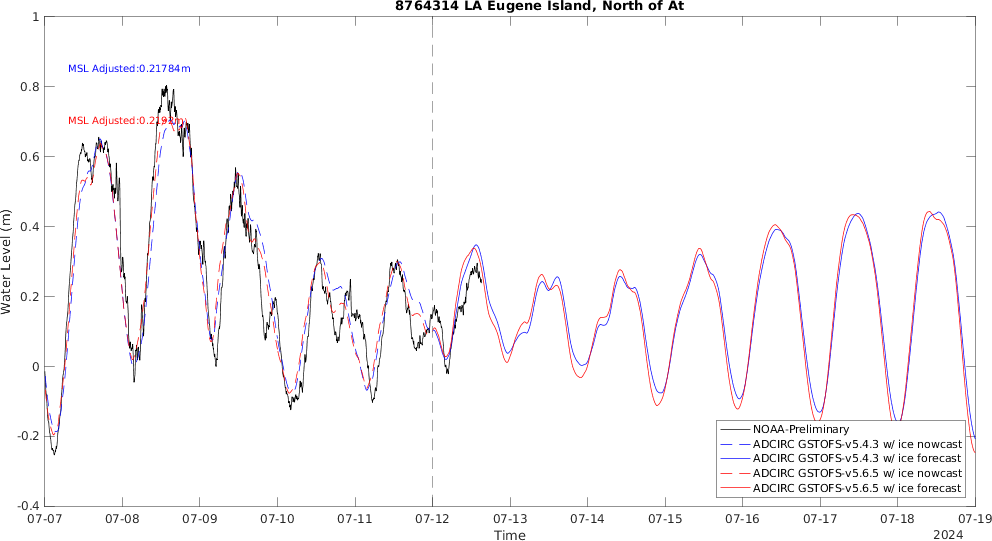 8764314 LA Eugene Island, North of At
MSL Adjusted:0.21784m
MSL Adjusted:0.2192m
Water Level (m)
1
0.8
0.6
0.4
0.2
0
-0.2
-0.4
07-07 07-08 07-09 07-10 07-11 07-12 07-13 07-14 07-15 07-16 07-17 07-18 07-19
Time
2024
NOAA-Preliminary
ADCIRC GSTOFS-v5.4.3 w/ ice nowcast
ADCIRC GSTOFS-v5.4.3 w/ ice forecast
ADCIRC GSTOFS-v5.6.5 w/ ice nowcast
ADCIRC GSTOFS-v5.6.5 w/ ice forecast